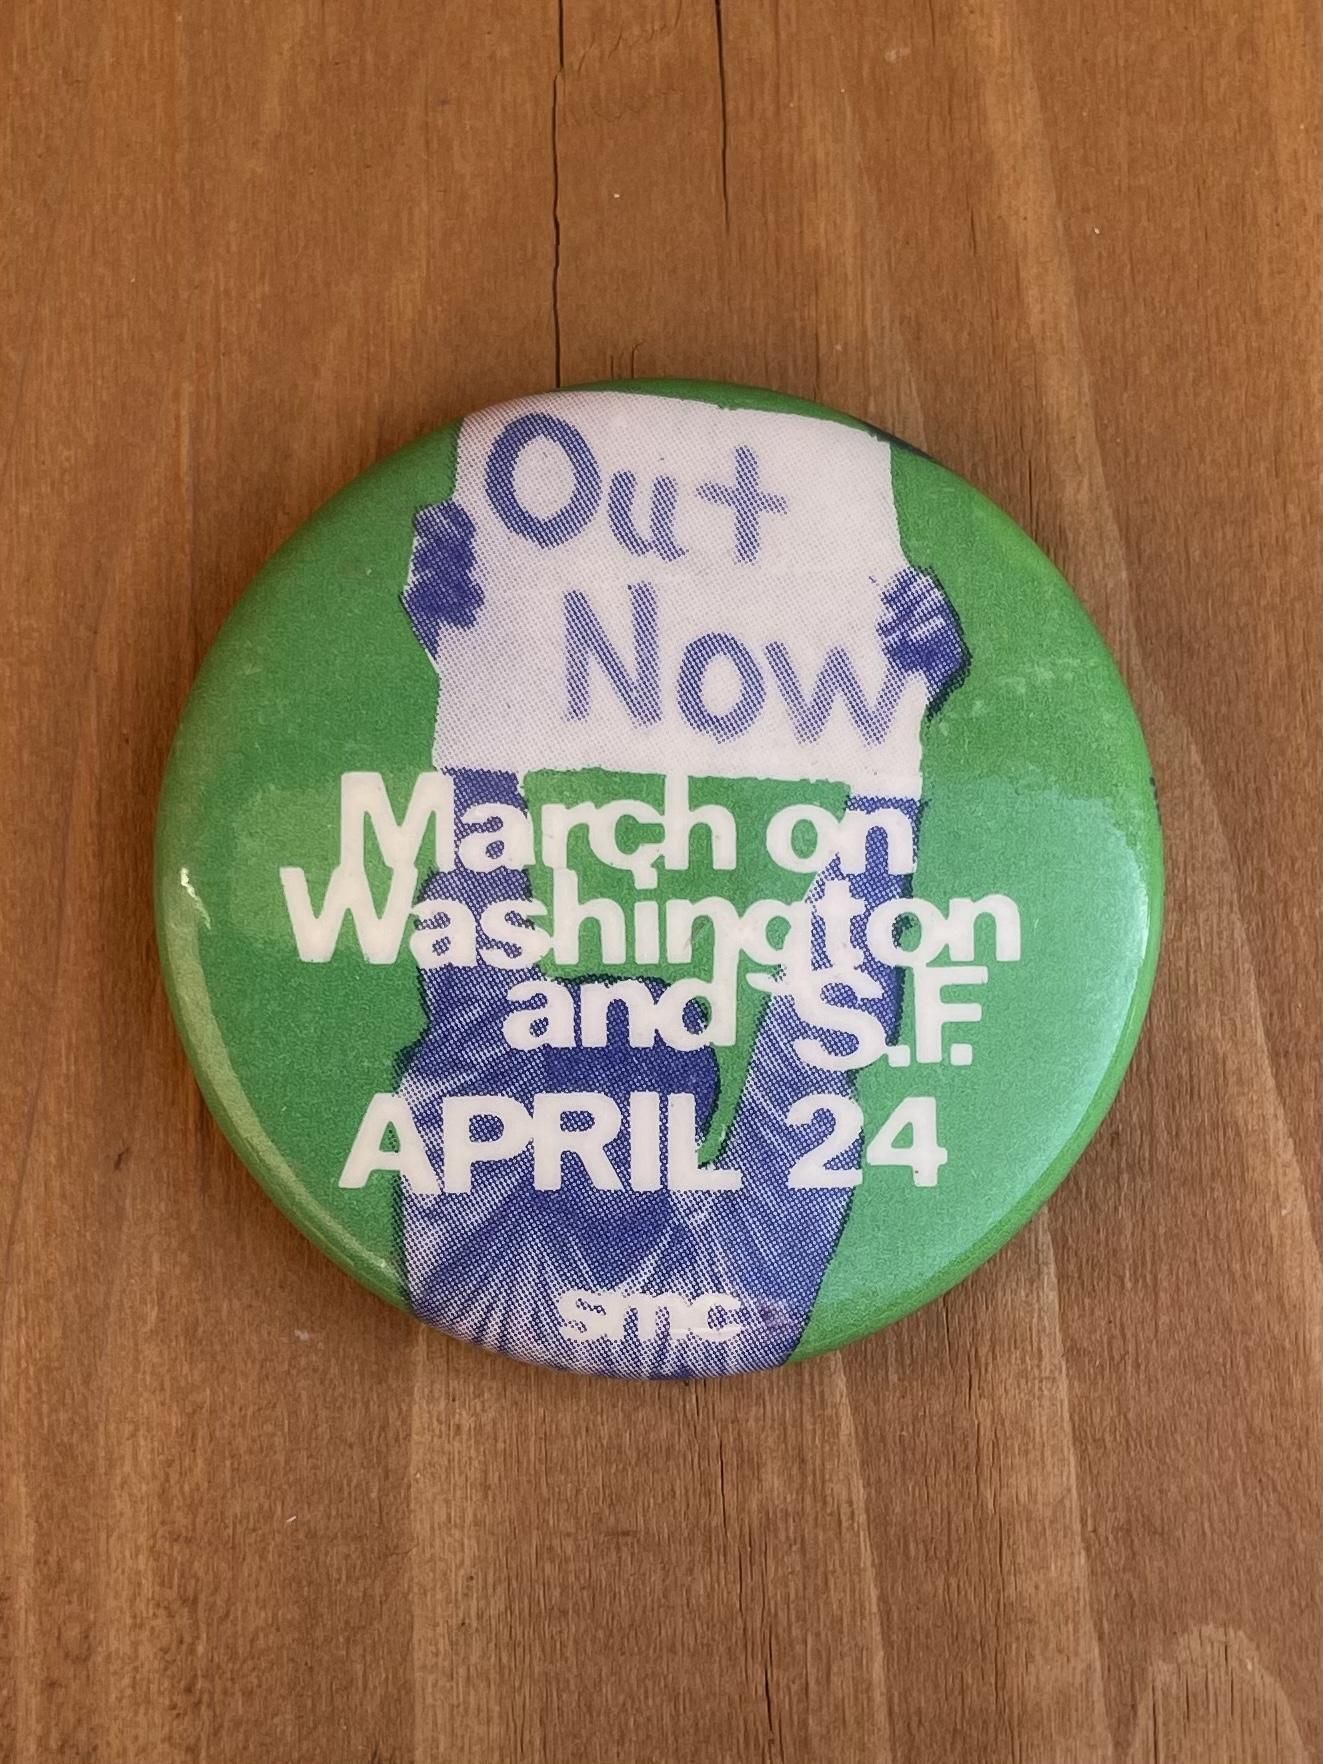 Out
Now
March on
Washington
and S.F.
APRIL 24
smc